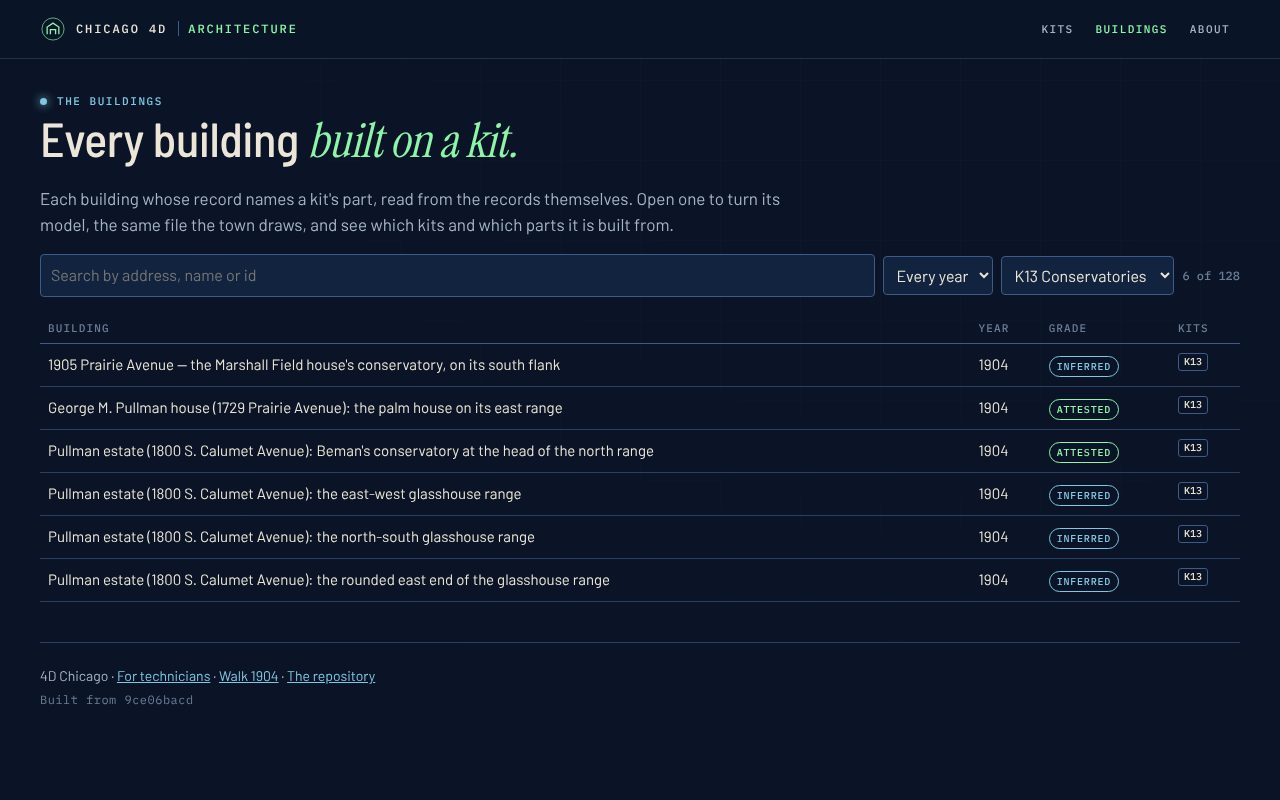 CHICAGO 4D | ARCHITECTURE
KITS BUILDINGS ABOUT
THE BUILDINGS
Every building built on a kit.
Each building whose record names a kit's part, read from the records themselves. Open one to turn its
model, the same file the town draws, and see which kits and which parts it is built from.
Search by address, name or id Every year K13 Conservatories 6 of 128
BUILDING YEAR GRADE KITS
1905 Prairie Avenue — the Marshall Field house's conservatory, on its south flank 1904 INFERRED K13
George M. Pullman house (1729 Prairie Avenue): the palm house on its east range 1904 ATTESTED K13
Pullman estate (1800 S. Calumet Avenue): Beman's conservatory at the head of the north range 1904 ATTESTED K13
Pullman estate (1800 S. Calumet Avenue): the east-west glasshouse range 1904 INFERRED K13
Pullman estate (1800 S. Calumet Avenue): the north-south glasshouse range 1904 INFERRED K13
Pullman estate (1800 S. Calumet Avenue): the rounded east end of the glasshouse range 1904 INFERRED K13
4D Chicago · For technicians · Walk 1904 · The repository
Built from 9ce06bacd